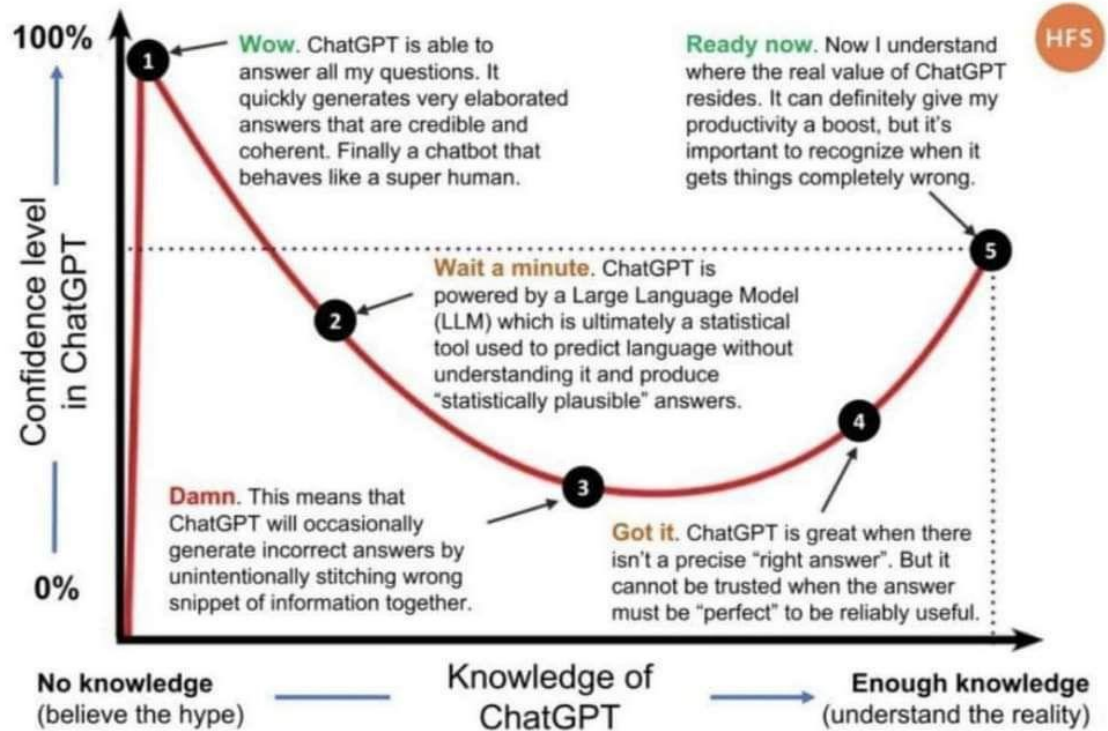 100%
Confidence level
in ChatGPT
0%
1
Wow. ChatGPT is able to
answer all my questions. It
quickly generates very elaborated
answers that are credible and
coherent. Finally a chatbot that
behaves like a super human.
Ready now. Now I understand
where the real value of ChatGPT
resides. It can definitely give my
productivity a boost, but it's
important to recognize when it
gets things completely wrong.
HFS
5
2
Wait a minute. ChatGPT is
powered by a Large Language Model
(LLM) which is ultimately a statistical
tool used to predict language without
understanding it and produce
“statistically plausible” answers.
4
3
Damn. This means that
ChatGPT will occasionally
generate incorrect answers by
unintentionally stitching wrong
snippet of information together.
Got it. ChatGPT is great when there
isn't a precise “right answer”. But it
cannot be trusted when the answer
must be “perfect” to be reliably useful.
No knowledge
(believe the hype)
Knowledge of
ChatGPT
Enough knowledge
(understand the reality)